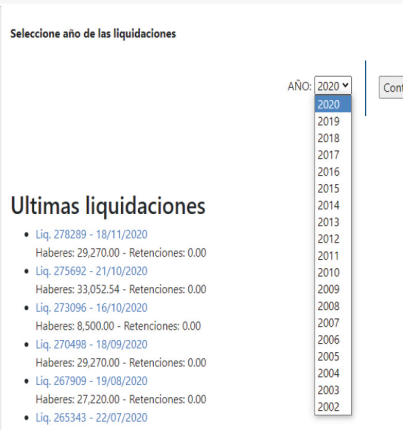 Seleccione año de las liquidaciones
AÑO: 2020
2020
2019
2018
2017
2016
2015
2014
2013
2012
2011
2010
2009
2008
2007
2006
2005
2004
2003
2002
Ultimas liquidaciones
Liq. 278289 - 18/11/2020
Haberes: 29,270.00 - Retenciones: 0.00
Liq. 275692 - 21/10/2020
Haberes: 33,052.54 - Retenciones: 0.00
Liq. 273096 - 16/10/2020
Haberes: 8,500.00 - Retenciones: 0.00
Liq. 270498 - 18/09/2020
Haberes: 29,270.00 - Retenciones: 0.00
Liq. 267909 - 19/08/2020
Haberes: 27,220.00 - Retenciones: 0.00
Liq. 265343 - 22/07/2020